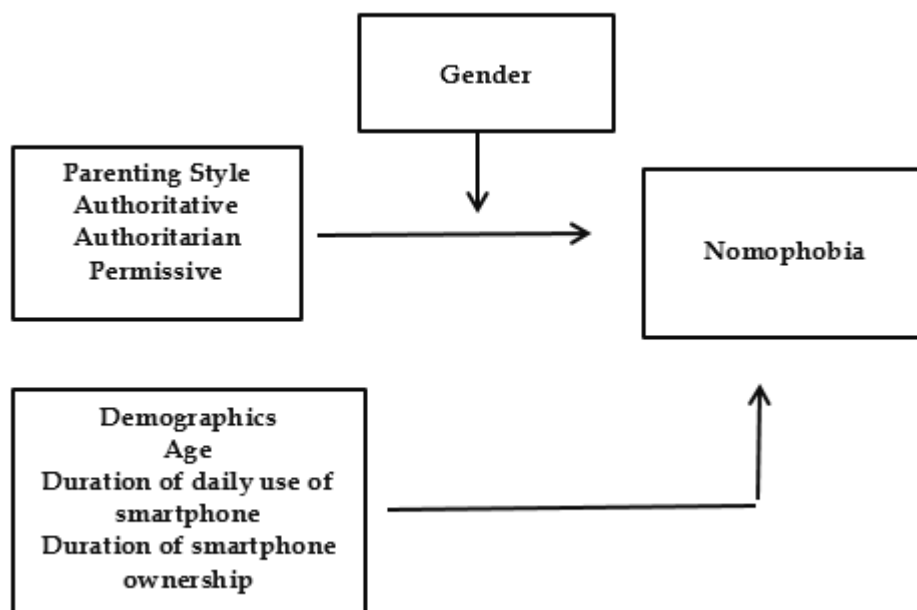 Gender
Parenting Style
Authoritative
Authoritarian
Permissive
Nomophobia
Demographics
Age
Duration of daily use of
smartphone
Duration of smartphone
ownership